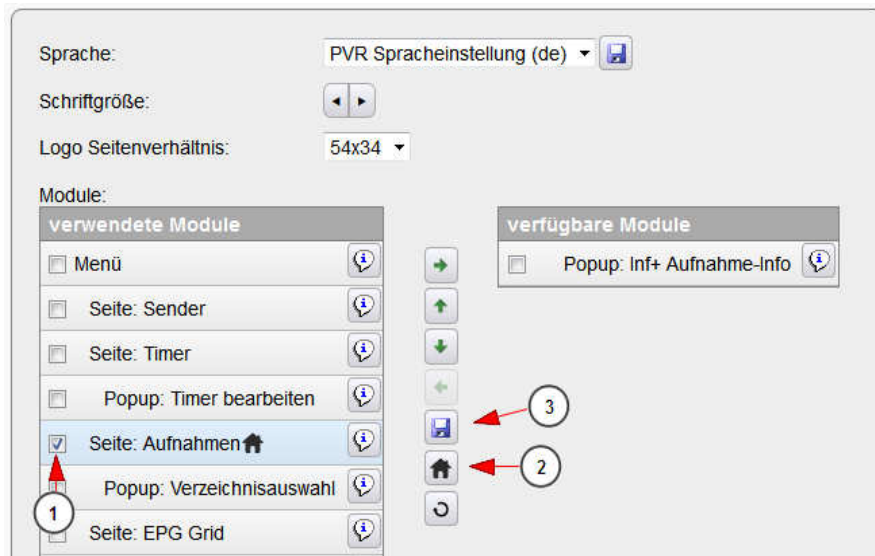 Sprache: PVR Spracheinstellung (de)
Schriftgröße:
Logo Seitenverhältnis: 54x34
Module:
verwendete Module
Menü
Seite: Sender
Seite: Timer
Popup: Timer bearbeiten
Seite: Aufnahmen
Popup: Verzeichnisauswahl
Seite: EPG Grid
verfügbare Module
Popup: Inf+ Aufnahme-Info
3
2
1